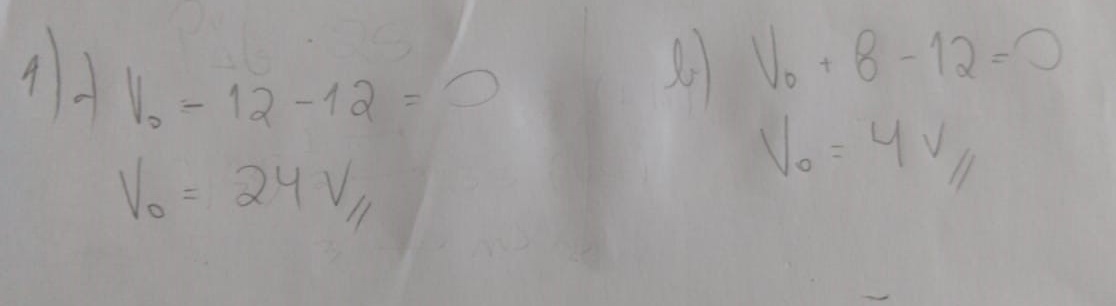 1) a) V₀ - 12 - 12 = 0
V₀ = 24 V//
b) V₀ + 8 - 12 = 0
V₀ = 4 V//